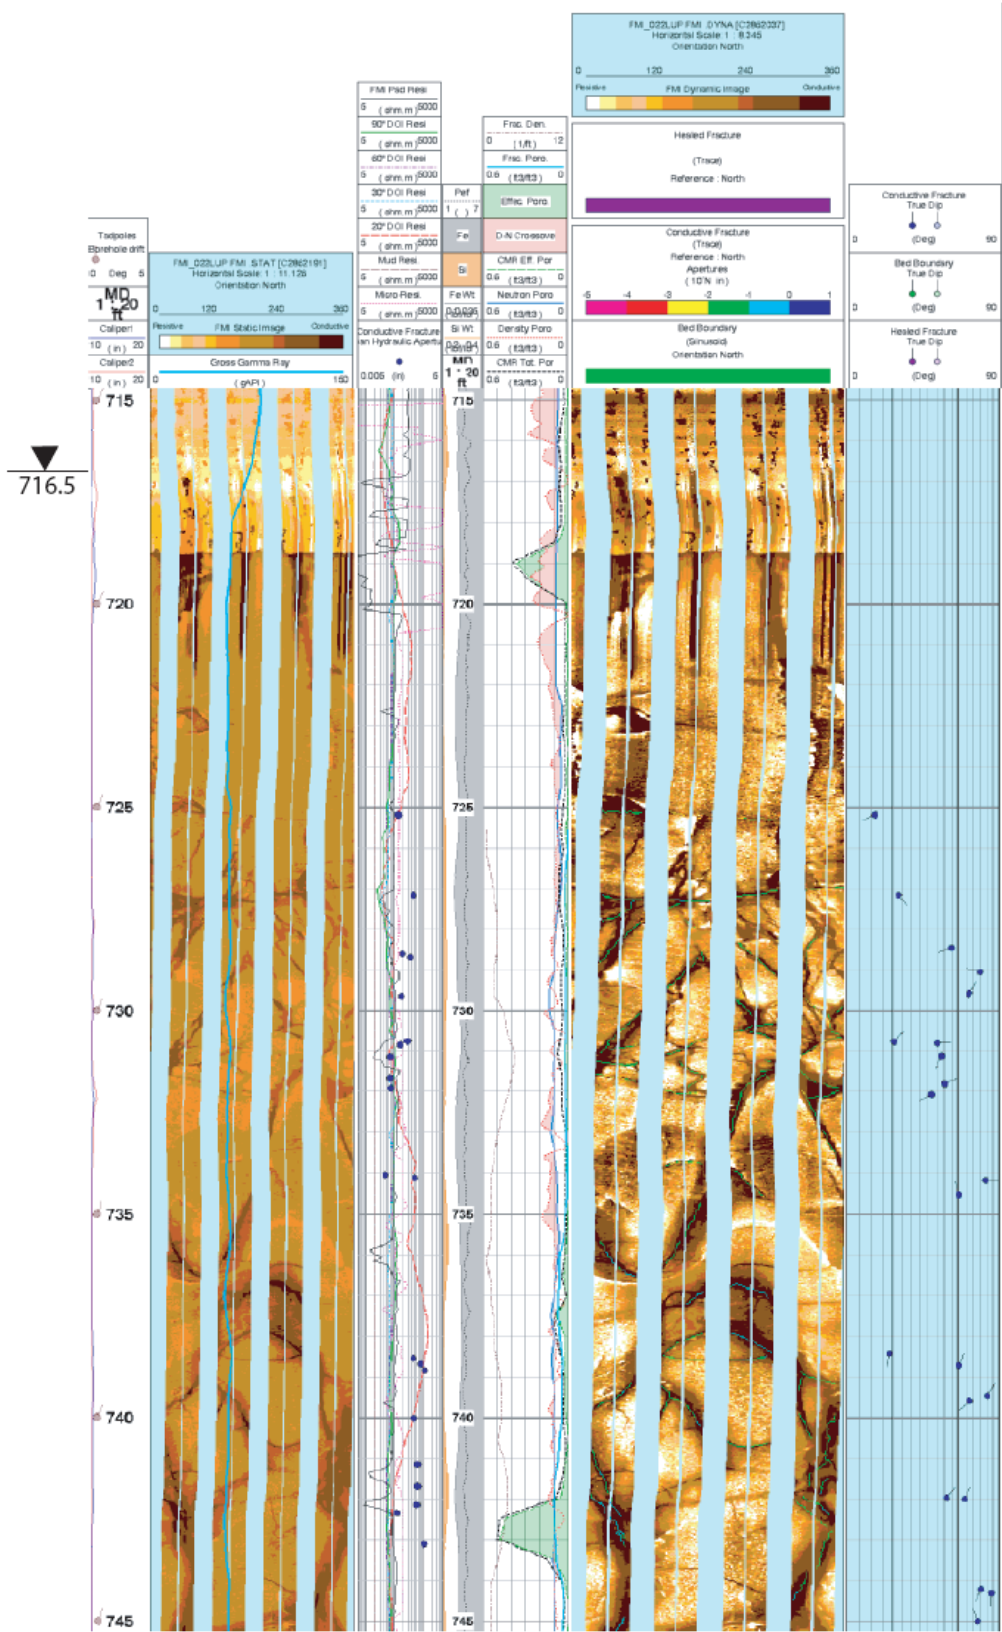 FMI_022LUP FMI .DYNA [C2862037]
Horizontal Scale: 1 : 8.345
Orientation North
0 120 240 360
Resistive FMI Dynamic Image Conductive
Healed Fracture
(Trace)
Reference : North
Conductive Fracture
(Trace)
Reference : North
Apertures
(10'N in)
-5 -4 -3 -2 -1 0 1
Bed Boundary
(Sinusoid)
Orientation North
FMI Pad Resi
5 ( ohm.m ) 5000
90" DOI Resi
5 ( ohm.m ) 5000
60" DOI Resi
5 ( ohm.m ) 5000
30" DOI Resi
5 ( ohm.m ) 5000
20" DOI Resi
5 ( ohm.m ) 5000
Mud Resi
5 ( ohm.m ) 5000
Micro Resi.
5 ( ohm.m ) 5000
Conductive Fracture
an Hydraulic Apertu
0.005 (in) 5
Pef
1 ( ) 7
Fe
Si
Fe Wt
Si Wt
MD
1 : 20
ft
Frac. Den.
0 (1/ft) 12
Frac. Poro.
0.6 (ft3/ft3) 0
Effec. Poro.
D-N Crossove
CMR Eff. Por
0.6 (ft3/ft3) 0
Neutron Poro
0.6 (ft3/ft3) 0
Density Poro
0.6 (ft3/ft3) 0
CMR Tot. Por
0.6 (ft3/ft3) 0
Conductive Fracture
True Dip
0 (Deg) 90
Bed Boundary
True Dip
0 (Deg) 90
Healed Fracture
True Dip
0 (Deg) 90
Tadpoles
Borehole drift
0 Deg 5
MD
1 : 20
ft
Caliper1
10 (in) 20
Caliper2
10 (in) 20
FMI_022LUP FMI .STAT [C2862191]
Horizontal Scale: 1 : 11.126
Orientation North
0 120 240 360
Resistive FMI Static Image Conductive
Gross Gamma Ray
0 ( gAPI ) 150
715 715
716.5
720 720
725 725
730 730
735 735
740 740
745 745